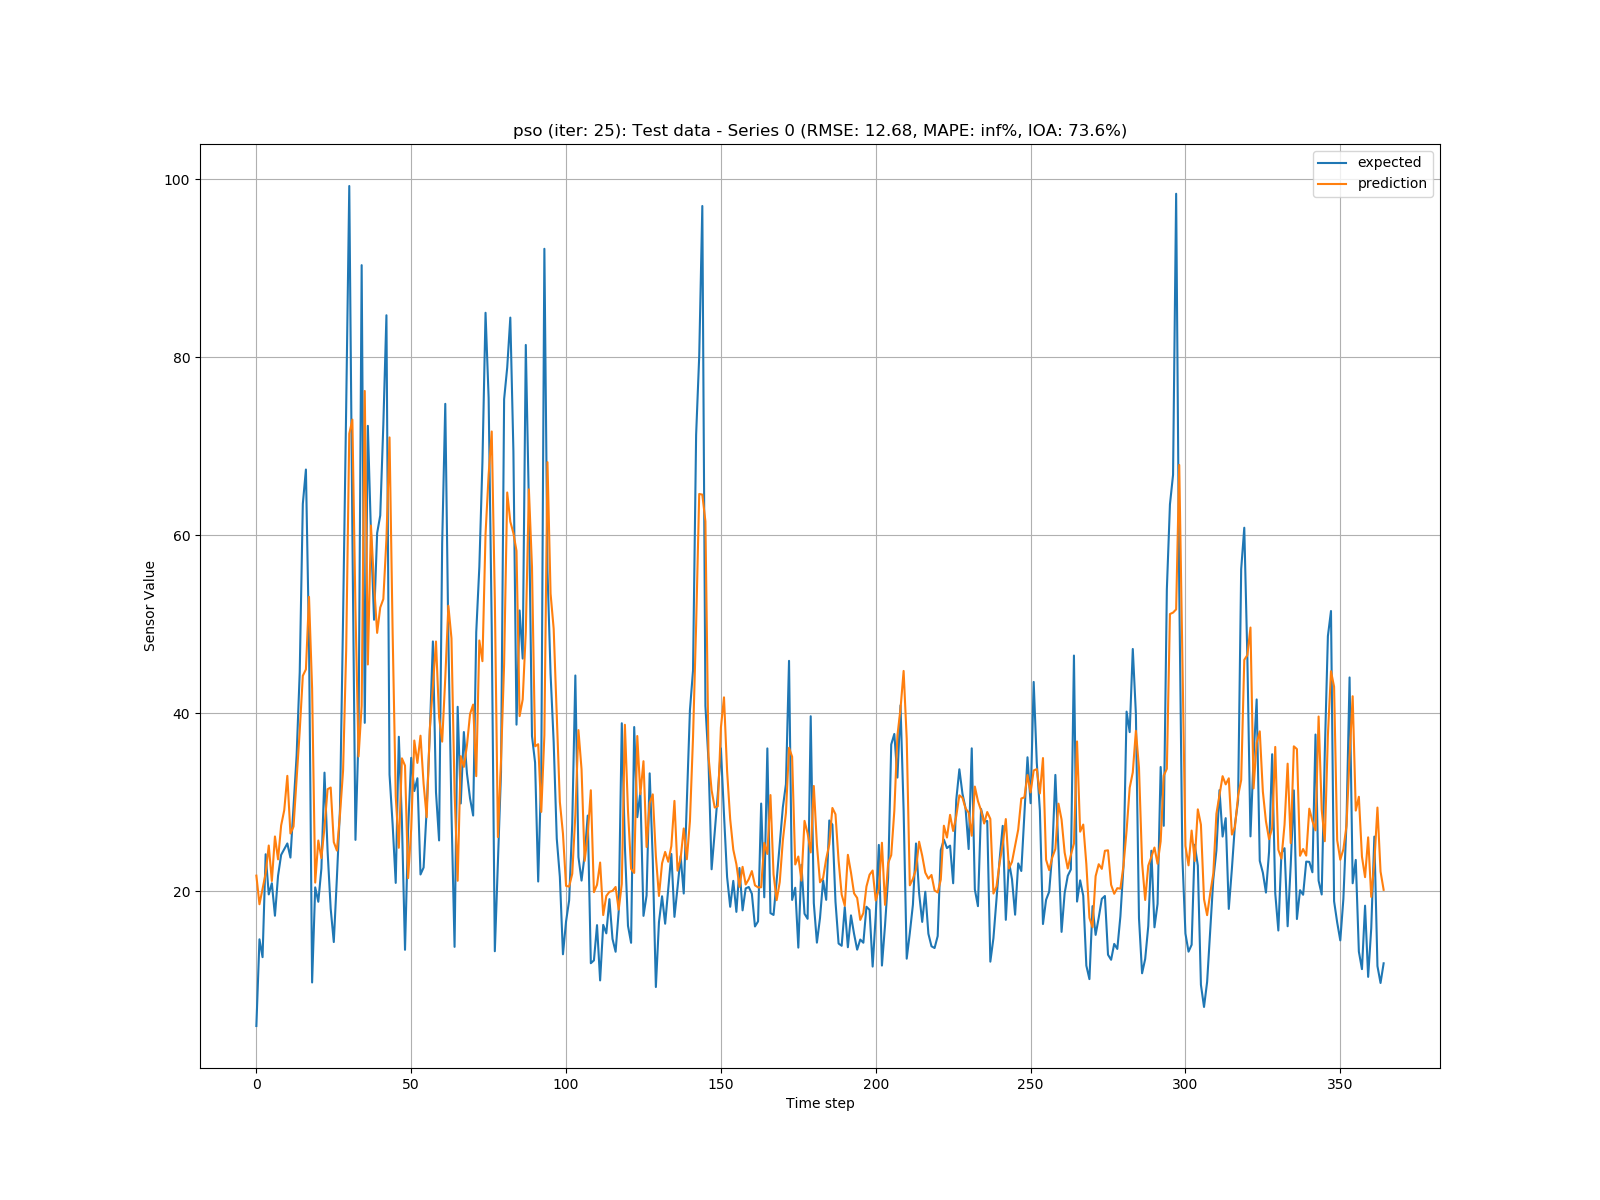 pso (iter: 25): Test data - Series 0 (RMSE: 12.68, MAPE: inf%, IOA: 73.6%)
expected
prediction
100
80
60
40
20
Sensor Value
0 50 100 150 200 250 300 350
Time step